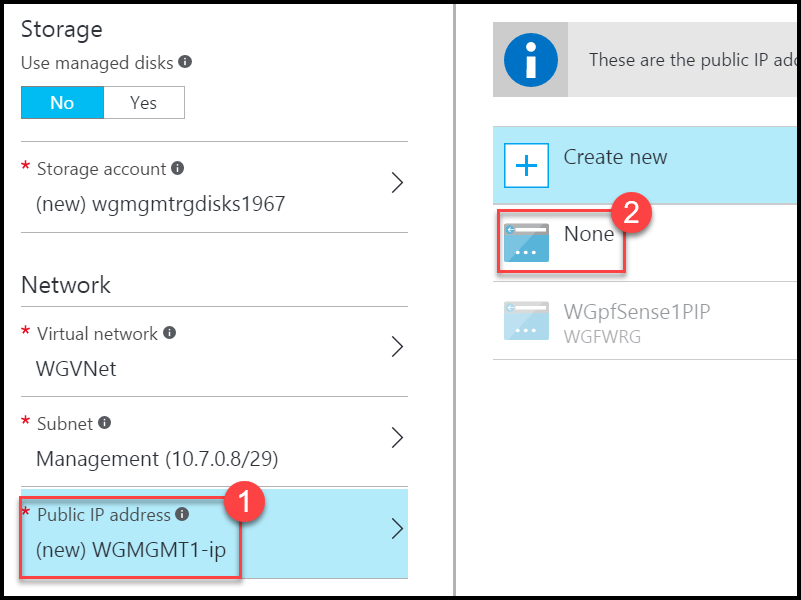 Storage
Use managed disks
No Yes
* Storage account
(new) wgmgmtrgdisks1967
Network
* Virtual network
WGVNet
* Subnet
Management (10.7.0.8/29)
* Public IP address
1
(new) WGMGMT1-ip
These are the public IP add
Create new
2
None
WGpfSense1PIP
WGFWRG